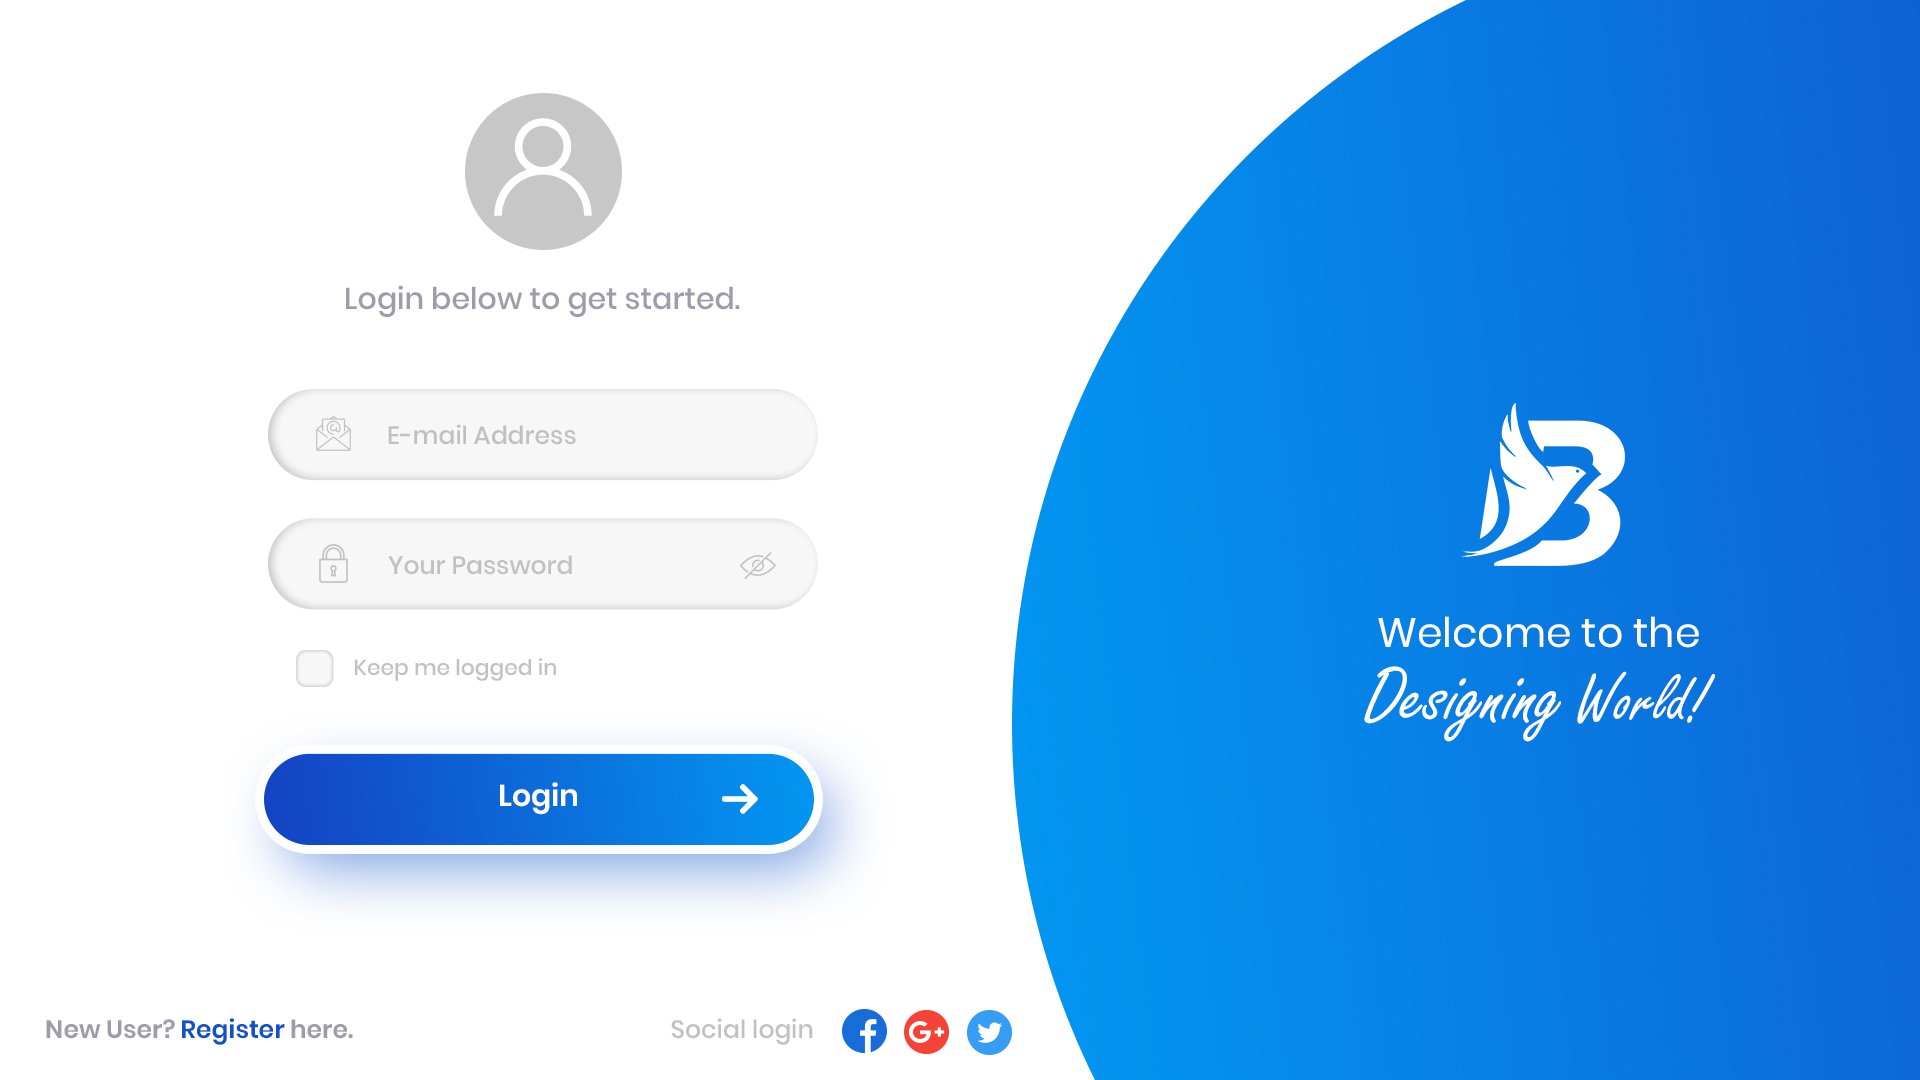 Login below to get started.
E-mail Address
Your Password
Keep me logged in
Login
New User? Register here.
Social login
B
Welcome to the
Designing World!